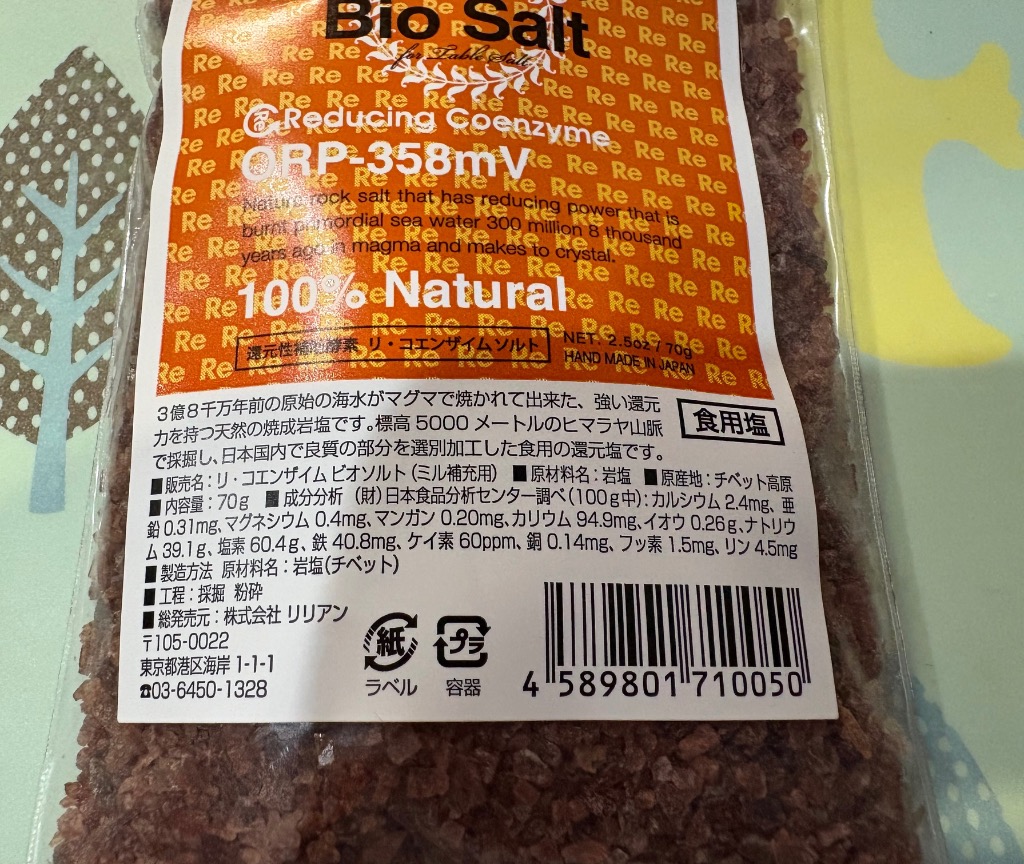 Bio Salt
for Table Salt
Re Reducing Coenzyme
ORP-358mV
Nature rock salt that has reducing power that is
burnt primordial sea water 300 million 8 thousand
years ago in magma and makes to crystal.
100% Natural
還元性補助酵素 リ・コエンザイムソルト
NET. 2.5oz / 70g
HAND MADE IN JAPAN
3億8千万年前の原始の海水がマグマで焼かれて出来た、強い還元
力を持つ天然の焼成岩塩です。標高5000メートルのヒマラヤ山脈
で採掘し、日本国内で良質の部分を選別加工した食用の還元塩です。
食用塩
■販売名:リ・コエンザイム ビオソルト(ミル補充用) ■原材料名:岩塩 ■原産地:チベット高原
■内容量:70g ■成分分析 (財)日本食品分析センター調べ(100g中):カルシウム 2.4mg、亜
鉛 0.31mg、マグネシウム 0.4mg、マンガン 0.20mg、カリウム 94.9mg、イオウ 0.26g、ナトリウ
ム 39.1g、塩素 60.4g、鉄 40.8mg、ケイ素 60ppm、銅 0.14mg、フッ素 1.5mg、リン 4.5mg
■製造方法 原材料名:岩塩(チベット)
■工程:採掘 粉砕
■総発売元:株式会社 リリアン
〒105-0022
東京都港区海岸 1-1-1
☎03-6450-1328
紙
ラベル
プラ
容器
4 589801 710050